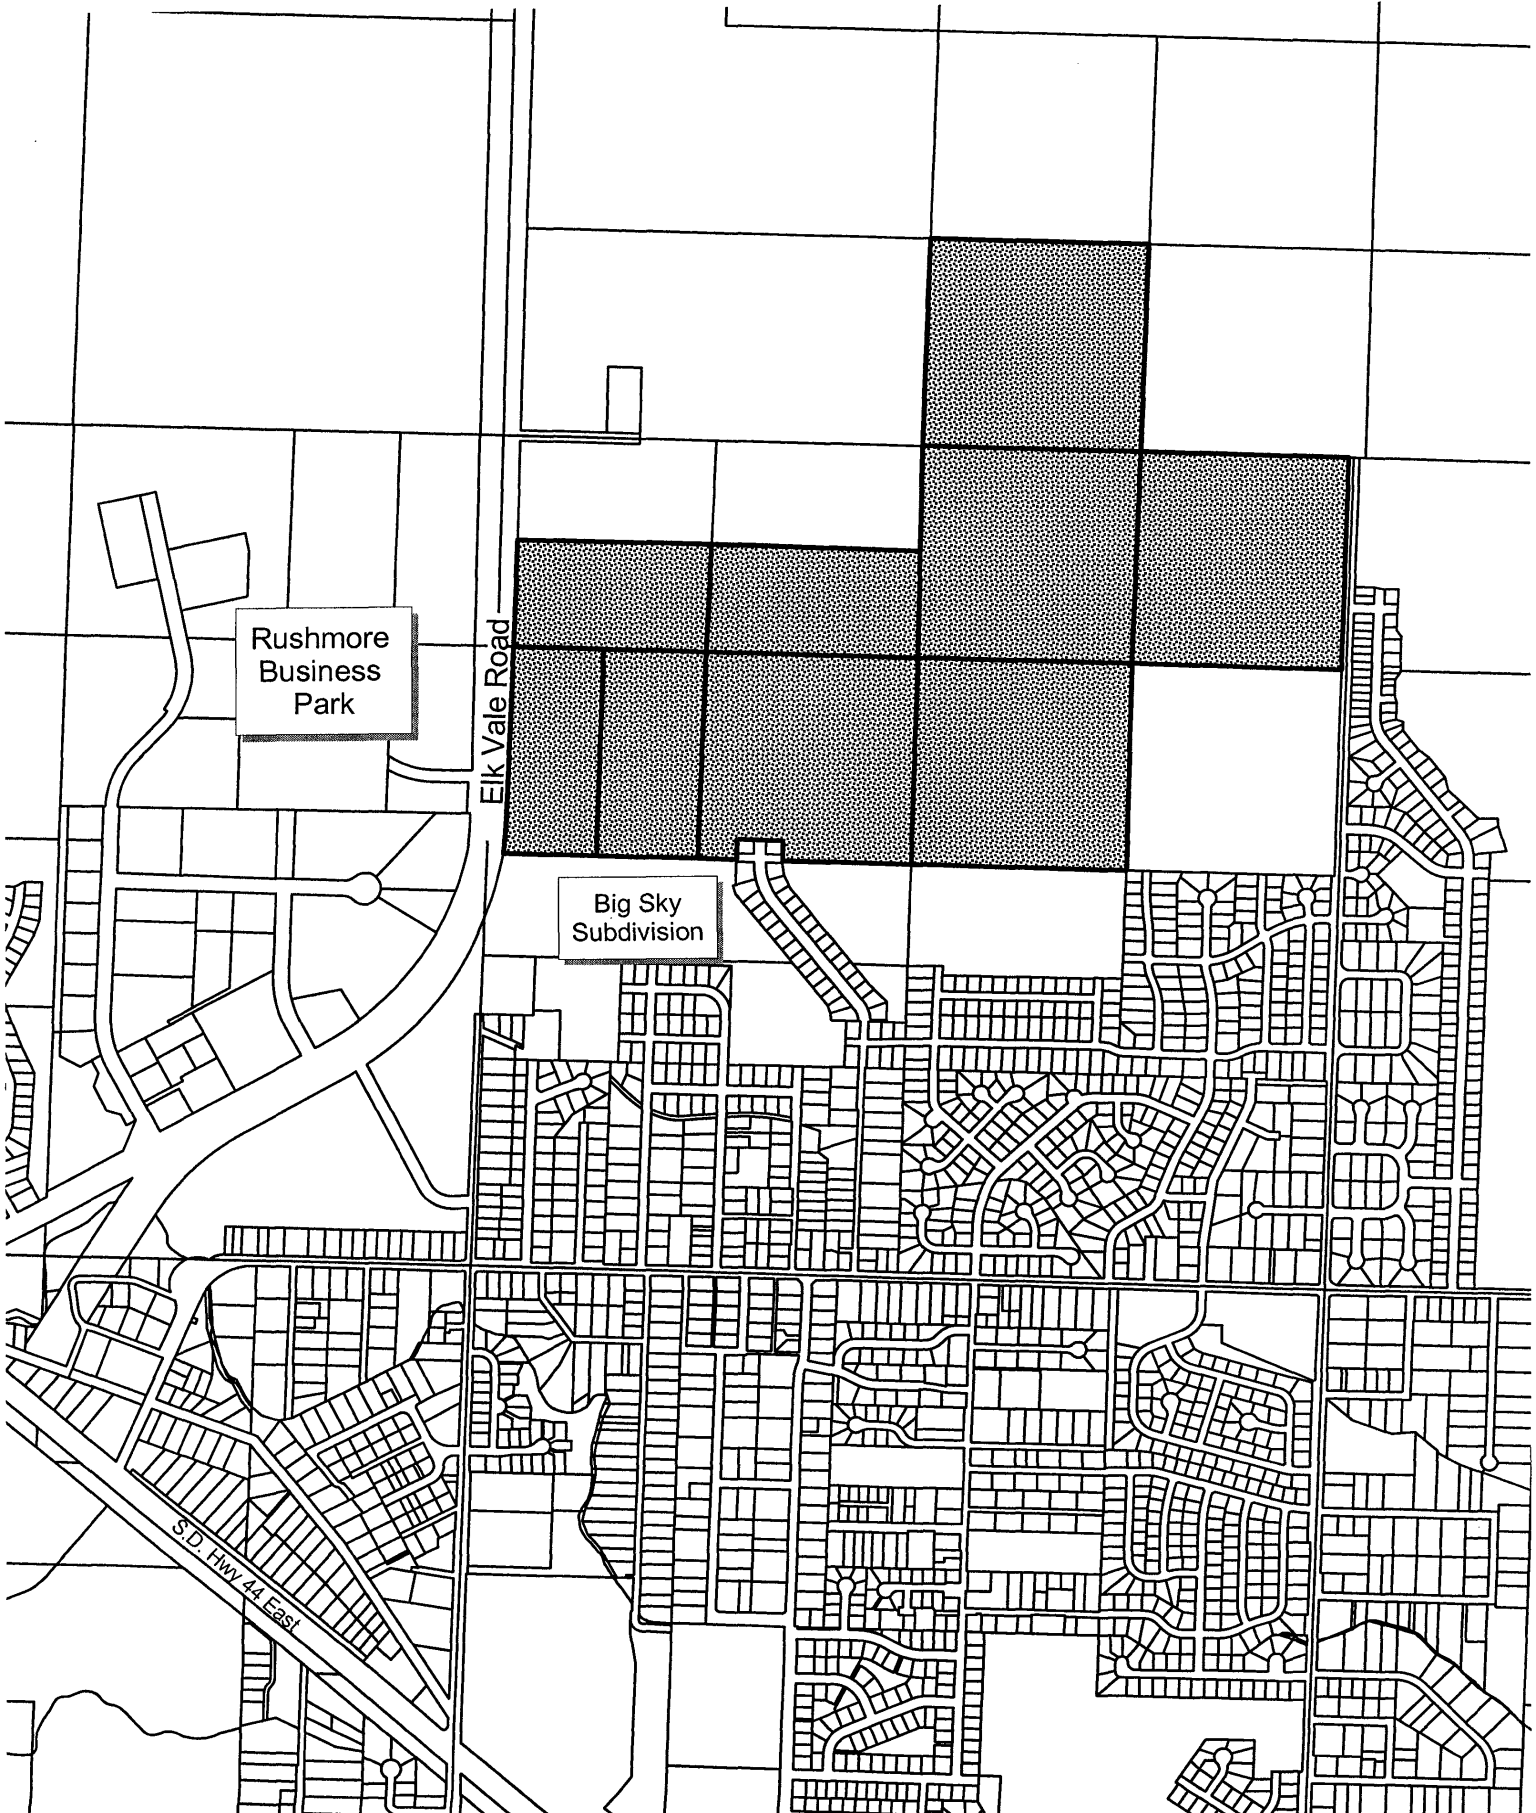 Rushmore
Business
Park
Elk Vale Road
Big Sky
Subdivision
S.D. Hwy 44 East